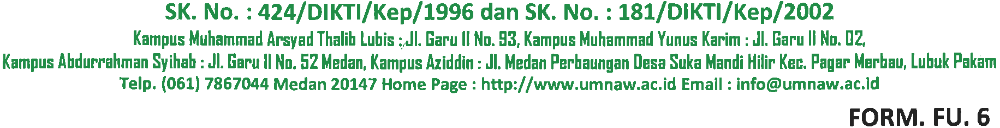 SK. No. : 424/DIKTI/Kep/1996 dan SK. No. : 181/DIKTI/Kep/2002
Kampus Muhammad Arsyad Thalib Lubis : Jl. Garu II No. 93, Kampus Muhammad Yunus Karim : Jl. Garu II No. 02,
Kampus Abdurrahman Syihab : Jl. Garu II No. 52 Medan, Kampus Aziddin : Jl. Medan Perbaungan Desa Suka Mandi Hilir Kec. Pagar Merbau, Lubuk Pakam
Telp. (061) 7867044 Medan 20147 Home Page : http://www.umnaw.ac.id Email : info@umnaw.ac.id
FORM. FU. 6